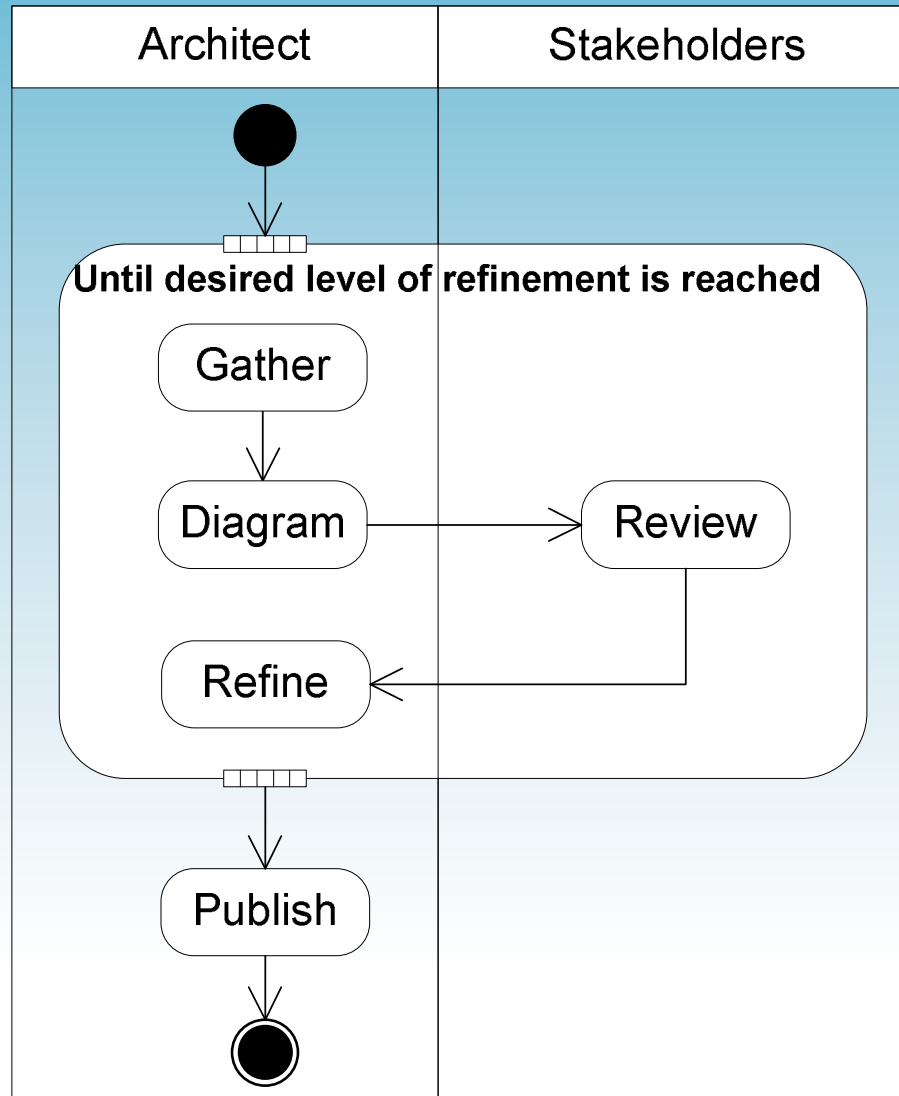 Architect
Stakeholders
Until desired level of refinement is reached
Gather
Diagram
Review
Refine
Publish